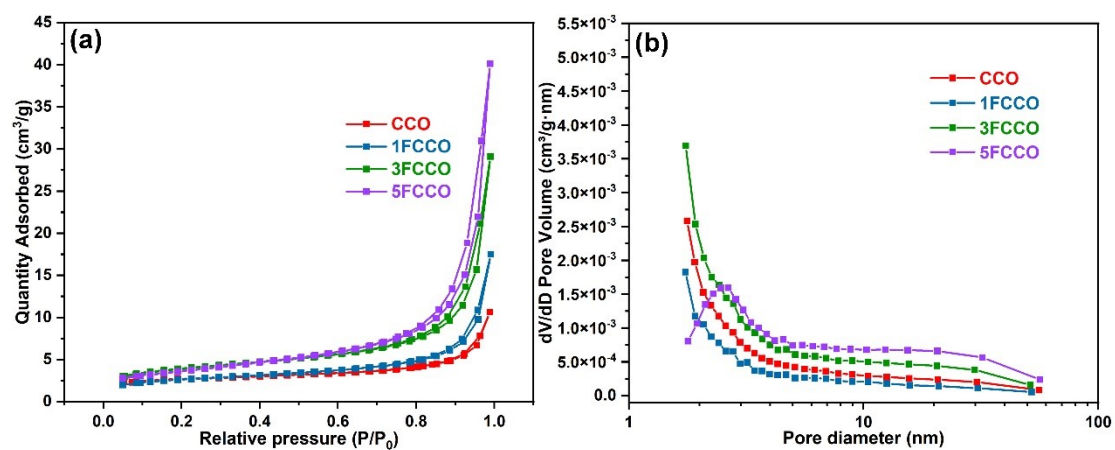 (a)
45
40
35
30
25
20
15
10
5
0
Quantity Adsorbed (cm³/g)
CCO
1FCCO
3FCCO
5FCCO
0.0 0.2 0.4 0.6 0.8 1.0
Relative pressure (P/P₀)
(b)
5.5×10⁻³
5.0×10⁻³
4.5×10⁻³
4.0×10⁻³
3.5×10⁻³
3.0×10⁻³
2.5×10⁻³
2.0×10⁻³
1.5×10⁻³
1.0×10⁻³
5.0×10⁻⁴
0.0
dV/dD Pore Volume (cm³/g·nm)
CCO
1FCCO
3FCCO
5FCCO
1 10 100
Pore diameter (nm)